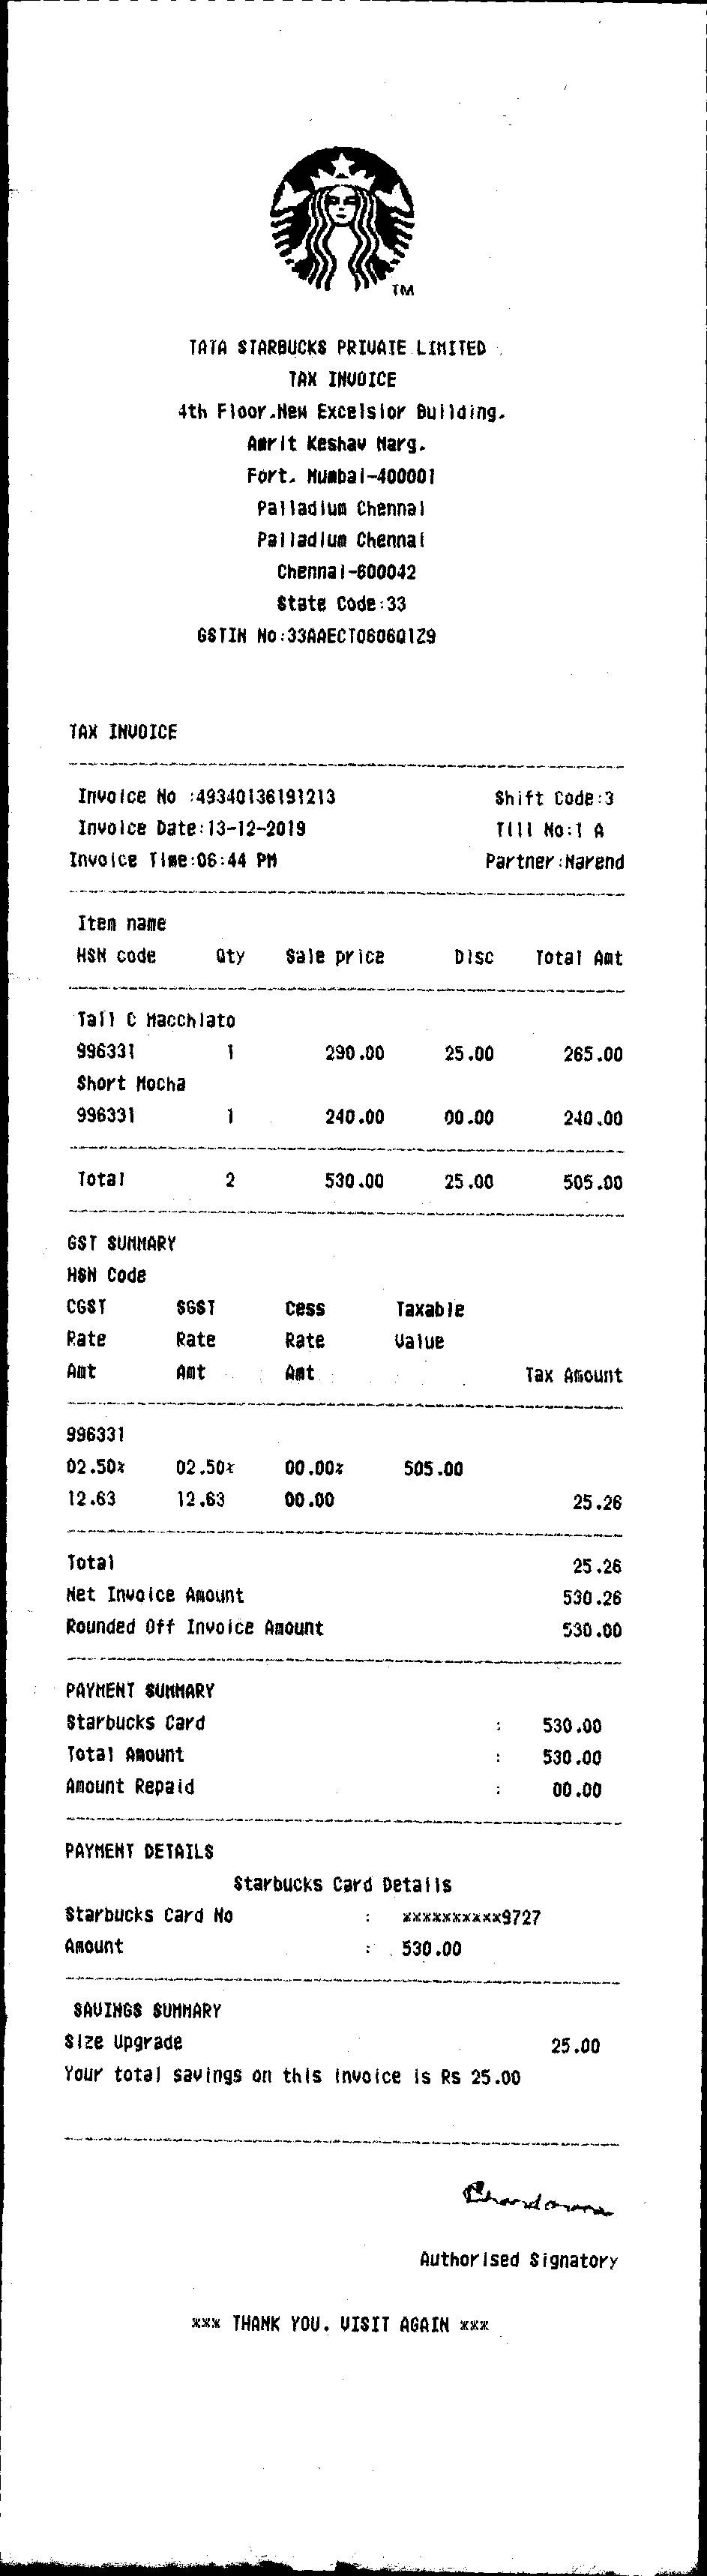 TM
TATA STARBUCKS PRIVATE LIMITED
TAX INVOICE
4th Floor.New Excelsior Building.
Amrit Keshav Marg.
Fort. Mumbai-400001
Palladium Chennai
Palladium Chennai
Chennai-600042
State Code:33
GSTIN No:33AAECT0606Q1Z9
TAX INVOICE
Invoice No :49340136191213 Shift Code:3
Invoice Date:13-12-2019 Till No:1 A
Invoice Time:06:44 PM Partner:Narend
Item name
HSN code Qty Sale price Disc Total Amt
Tall C Macchiato
996331 1 290.00 25.00 265.00
Short Mocha
996331 1 240.00 00.00 240.00
Total 2 530.00 25.00 505.00
GST SUMMARY
HSN Code
CGST SGST Cess Taxable
Rate Rate Rate Value
Amt Amt Amt Tax Amount
996331
02.50% 02.50% 00.00% 505.00
12.63 12.63 00.00 25.26
Total 25.26
Net Invoice Amount 530.26
Rounded Off Invoice Amount 530.00
PAYMENT SUMMARY
Starbucks Card : 530.00
Total Amount : 530.00
Amount Repaid : 00.00
PAYMENT DETAILS
Starbucks Card Details
Starbucks Card No : xxxxxxxxxx9727
Amount : 530.00
SAVINGS SUMMARY
Size Upgrade 25.00
Your total savings on this invoice is Rs 25.00
Authorised Signatory
*** THANK YOU. VISIT AGAIN ***